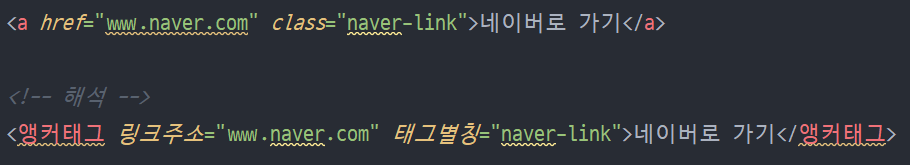 <a href="www.naver.com" class="naver-link">네이버로 가기</a>
<!-- 해석 -->
<앵커태그 링크주소="www.naver.com" 태그별칭="naver-link">네이버로 가기</앵커태그>